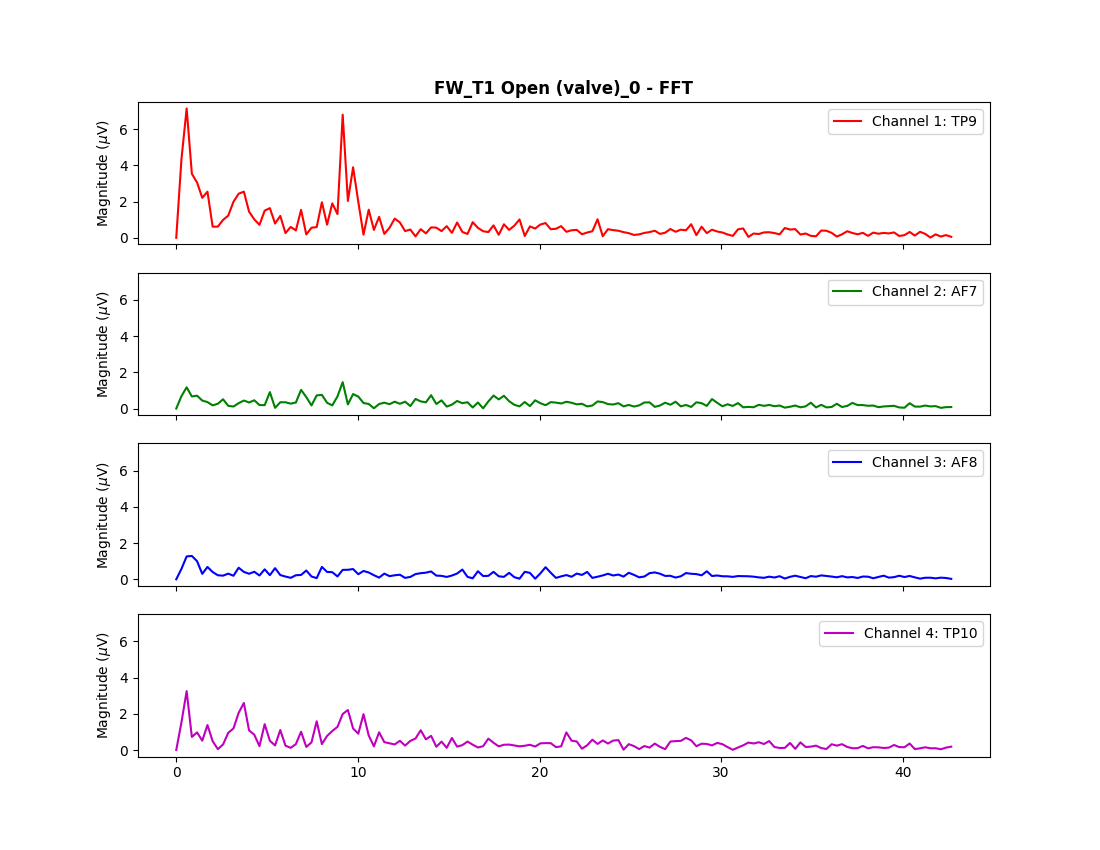 FW_T1 Open (valve)_0 - FFT
Magnitude (μV)
6
4
2
0
Channel 1: TP9
Magnitude (μV)
6
4
2
0
Channel 2: AF7
Magnitude (μV)
6
4
2
0
Channel 3: AF8
Magnitude (μV)
6
4
2
0
Channel 4: TP10
0 10 20 30 40